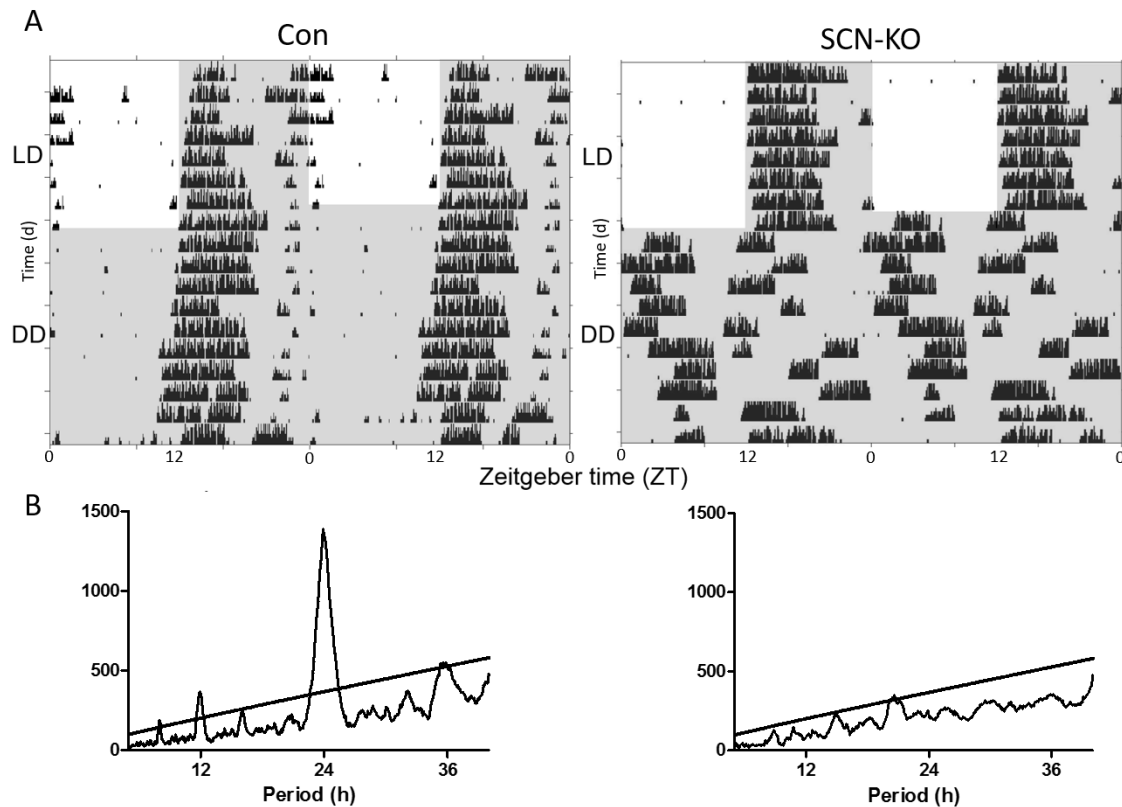 A
Con
SCN-KO
LD
Time (d)
DD
0 12 0 12 0
LD
Time (d)
DD
0 12 0 12 0
Zeitgeber time (ZT)
B
1500
1000
500
0
12 24 36
Period (h)
1500
1000
500
0
12 24 36
Period (h)